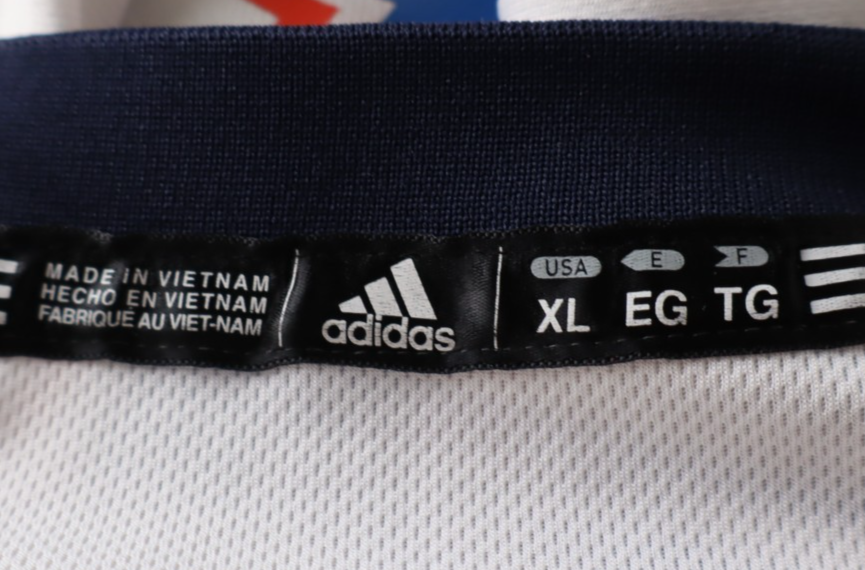 MADE IN VIETNAM
HECHO EN VIETNAM
FABRIQUÉ AU VIET-NAM
adidas
USA E F
XL EG TG